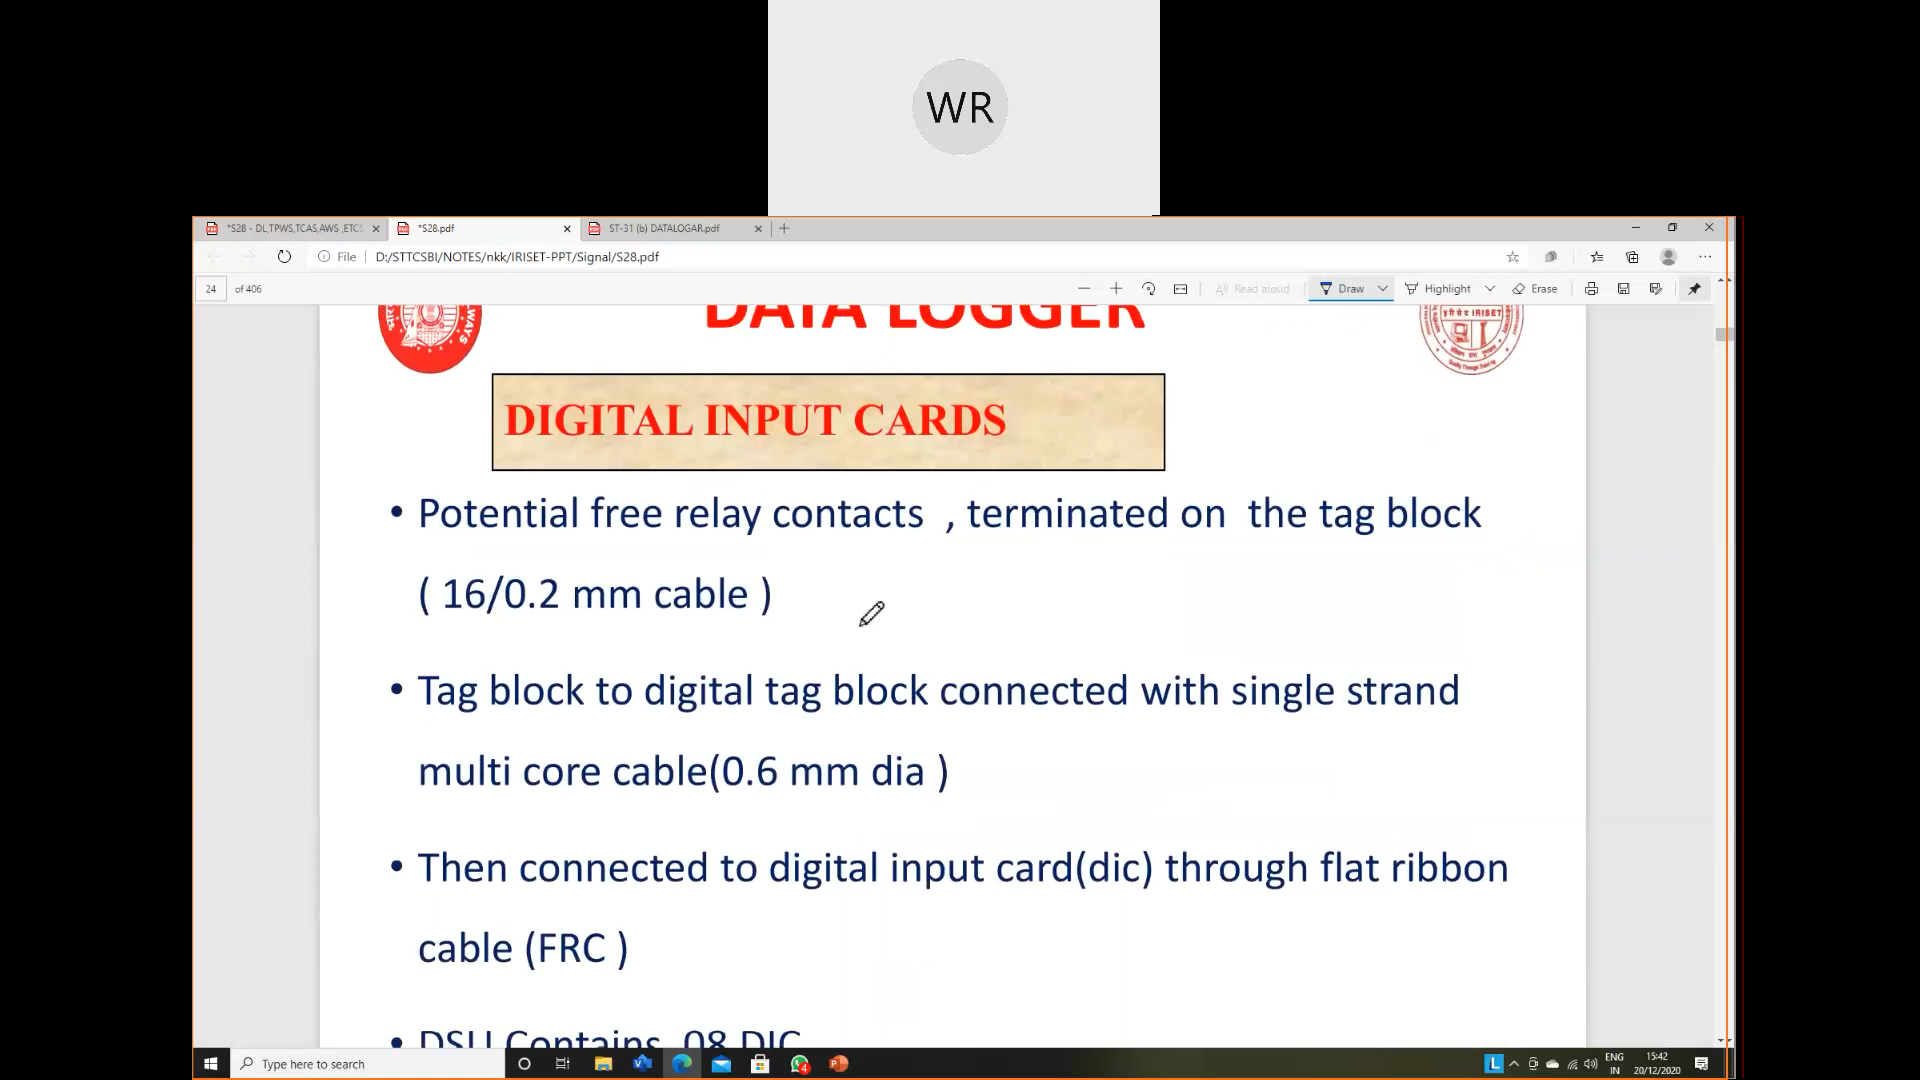 WR
*S28 - DL,TPWS,TCAS,AWS ,ETCS
*S28.pdf
ST-31 (b) DATALOGAR.pdf
File D:/STTCSBI/NOTES/nkk/IRISET-PPT/Signal/S28.pdf
24 of 406
Read aloud Draw Highlight Erase
DATA LOGGER
IRISET
DIGITAL INPUT CARDS
• Potential free relay contacts , terminated on the tag block
( 16/0.2 mm cable )
• Tag block to digital tag block connected with single strand
multi core cable(0.6 mm dia )
• Then connected to digital input card(dic) through flat ribbon
cable (FRC )
• DSU Contains 08 DIC
Type here to search
4
L
ENG
IN
15:42
20/12/2020